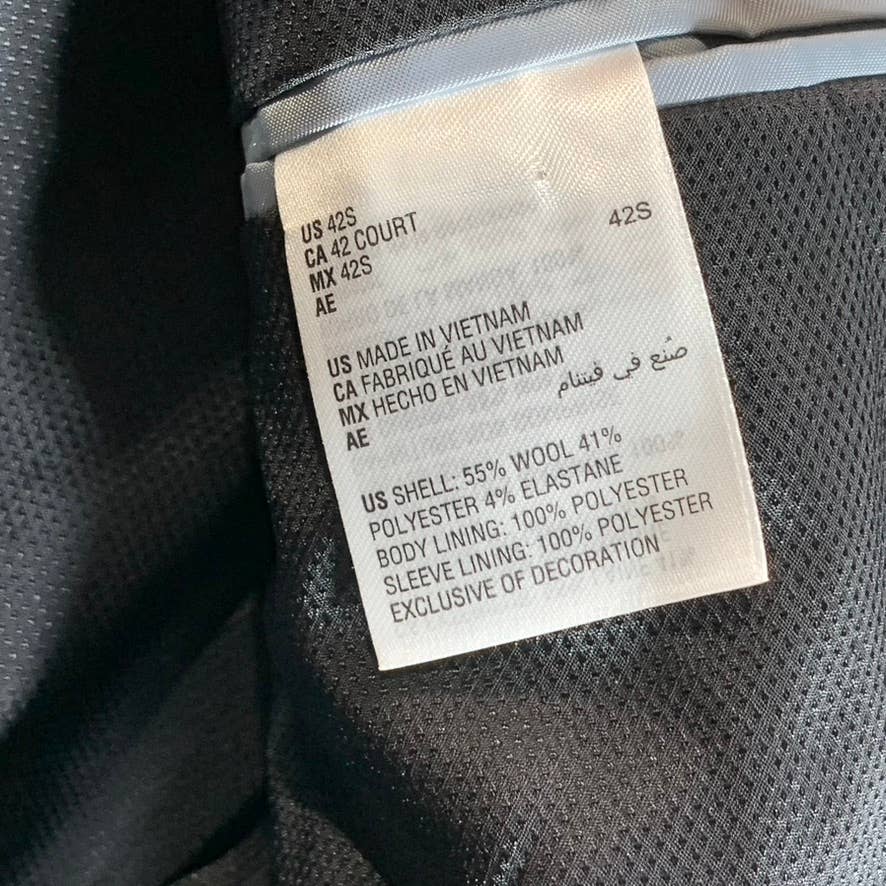 US 42S
CA 42 COURT
MX 42S
AE
42S
US MADE IN VIETNAM
CA FABRIQUÉ AU VIETNAM
MX HECHO EN VIETNAM
AE صُنع في فيتنام
US SHELL: 55% WOOL 41%
POLYESTER 4% ELASTANE
BODY LINING: 100% POLYESTER
SLEEVE LINING: 100% POLYESTER
EXCLUSIVE OF DECORATION